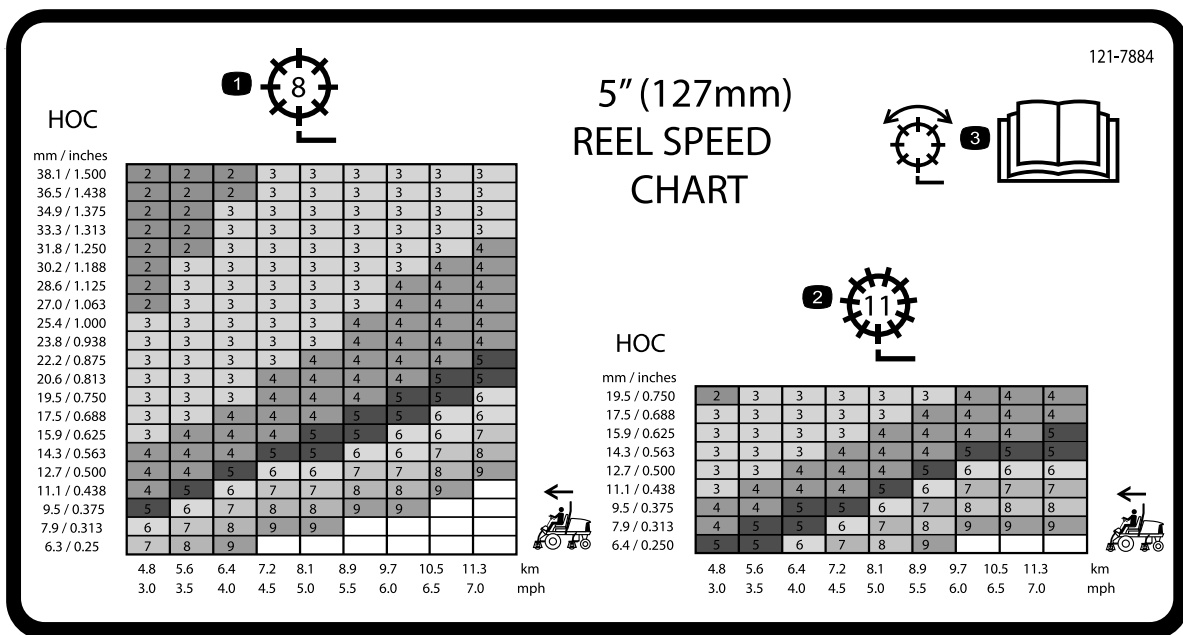 121-7884
5" (127mm)
REEL SPEED
CHART
1
8
HOC
mm / inches
38.1 / 1.500 2 2 2 3 3 3 3 3 3
36.5 / 1.438 2 2 2 3 3 3 3 3 3
34.9 / 1.375 2 2 3 3 3 3 3 3 3
33.3 / 1.313 2 2 3 3 3 3 3 3 3
31.8 / 1.250 2 2 3 3 3 3 3 3 4
30.2 / 1.188 2 3 3 3 3 3 3 4 4
28.6 / 1.125 2 3 3 3 3 3 4 4 4
27.0 / 1.063 2 3 3 3 3 3 4 4 4
25.4 / 1.000 3 3 3 3 3 4 4 4 4
23.8 / 0.938 3 3 3 3 3 4 4 4 4
22.2 / 0.875 3 3 3 3 4 4 4 4 5
20.6 / 0.813 3 3 3 4 4 4 4 5 5
19.5 / 0.750 3 3 3 4 4 4 5 5 6
17.5 / 0.688 3 3 4 4 4 5 5 6 6
15.9 / 0.625 3 4 4 4 5 5 6 6 7
14.3 / 0.563 4 4 4 5 5 6 6 7 8
12.7 / 0.500 4 4 5 6 6 7 7 8 9
11.1 / 0.438 4 5 6 7 7 8 8 9
9.5 / 0.375 5 6 7 8 8 9 9
7.9 / 0.313 6 7 8 9 9
6.3 / 0.25 7 8 9
4.8 5.6 6.4 7.2 8.1 8.9 9.7 10.5 11.3 km
3.0 3.5 4.0 4.5 5.0 5.5 6.0 6.5 7.0 mph
3
2
11
HOC
mm / inches
19.5 / 0.750 2 3 3 3 3 3 4 4 4
17.5 / 0.688 3 3 3 3 3 4 4 4 4
15.9 / 0.625 3 3 3 3 4 4 4 4 5
14.3 / 0.563 3 3 3 4 4 4 5 5 5
12.7 / 0.500 3 3 4 4 4 5 6 6 6
11.1 / 0.438 3 4 4 4 5 6 7 7 7
9.5 / 0.375 4 4 5 5 6 7 8 8 8
7.9 / 0.313 4 5 5 6 7 8 9 9 9
6.4 / 0.250 5 5 6 7 8 9
4.8 5.6 6.4 7.2 8.1 8.9 9.7 10.5 11.3 km
3.0 3.5 4.0 4.5 5.0 5.5 6.0 6.5 7.0 mph